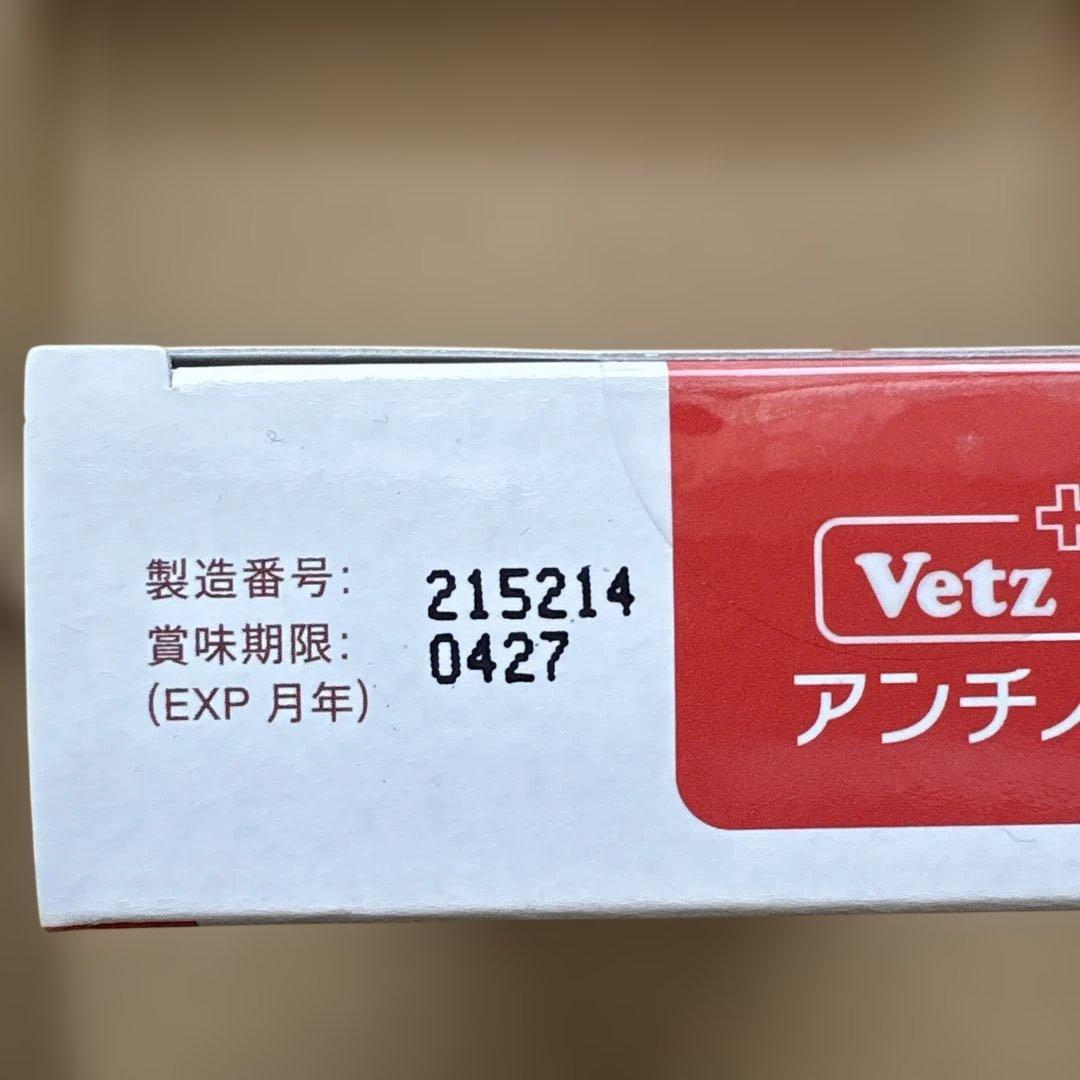 製造番号: 215214
賞味期限: 0427
(EXP 月年)
Vetz
アンチ